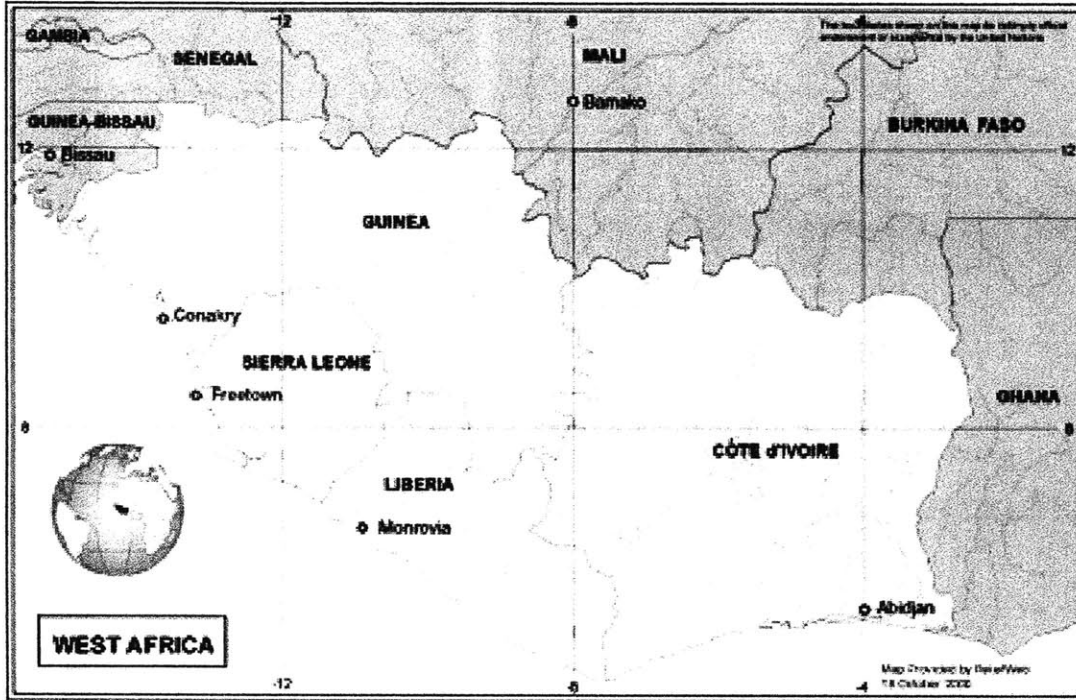 -12
-8
-4
GAMBIA
SENEGAL
MALI
Bamako
GUINEA-BISSAU
BURKINA FASO
12
Bissau
12
GUINEA
Conakry
SIERRA LEONE
GHANA
Freetown
8
8
CÔTE d'IVOIRE
LIBERIA
Monrovia
Abidjan
WEST AFRICA
Map Provided by ReliefWeb
-12
-8
-4